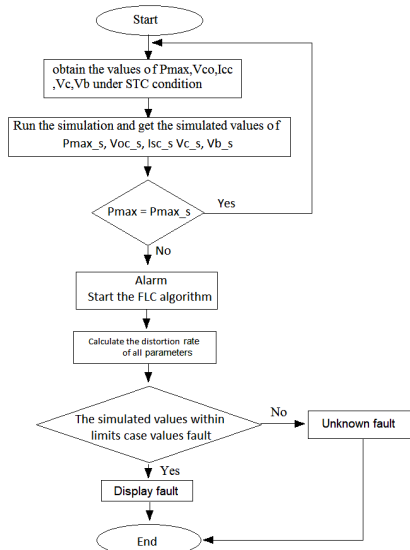 Start
obtain the values of Pmax,Vco,Icc
,Vc,Vb under STC condition
Run the simulation and get the simulated values of
Pmax_s, Voc_s, Isc_s Vc_s, Vb_s
Pmax = Pmax_s
Yes
No
Alarm
Start the FLC algorithm
Calculate the distortion rate
of all parameters
The simulated values within
limits case values fault
No
Unknown fault
Yes
Display fault
End